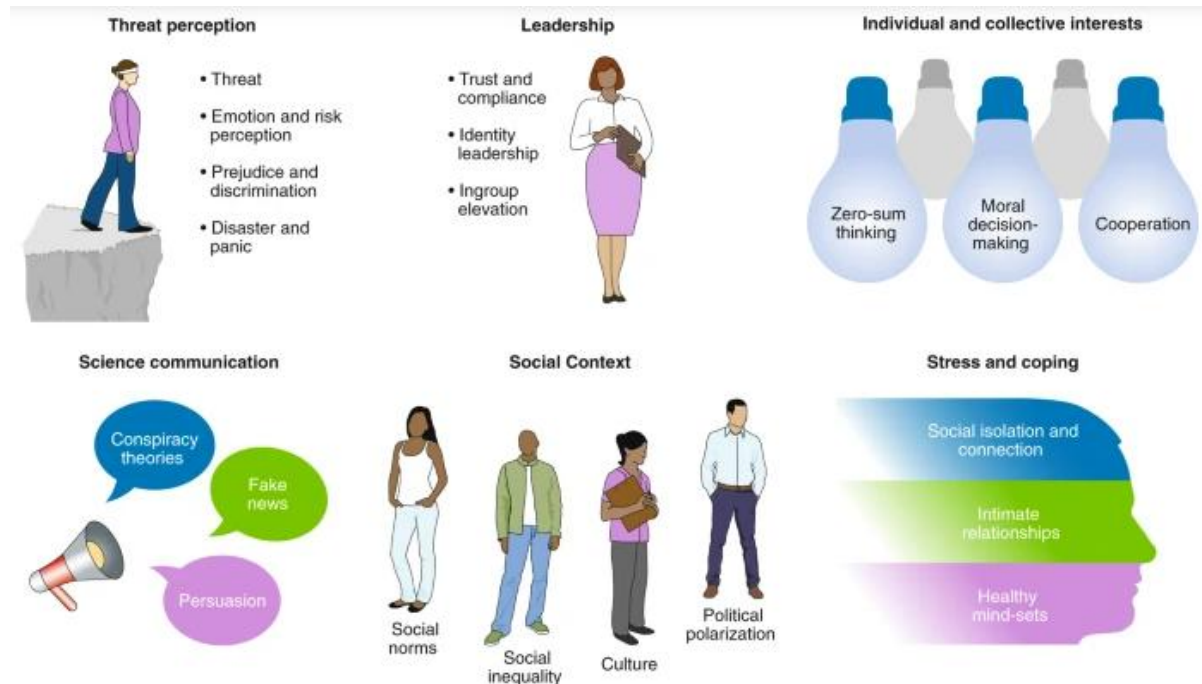 Threat perception
• Threat
• Emotion and risk
perception
• Prejudice and
discrimination
• Disaster and
panic
Leadership
• Trust and
compliance
• Identity
leadership
• Ingroup
elevation
Individual and collective interests
Zero-sum
thinking
Moral
decision-
making
Cooperation
Science communication
Conspiracy
theories
Fake
news
Persuasion
Social Context
Social
norms
Social
inequality
Culture
Political
polarization
Stress and coping
Social isolation and
connection
Intimate
relationships
Healthy
mind-sets